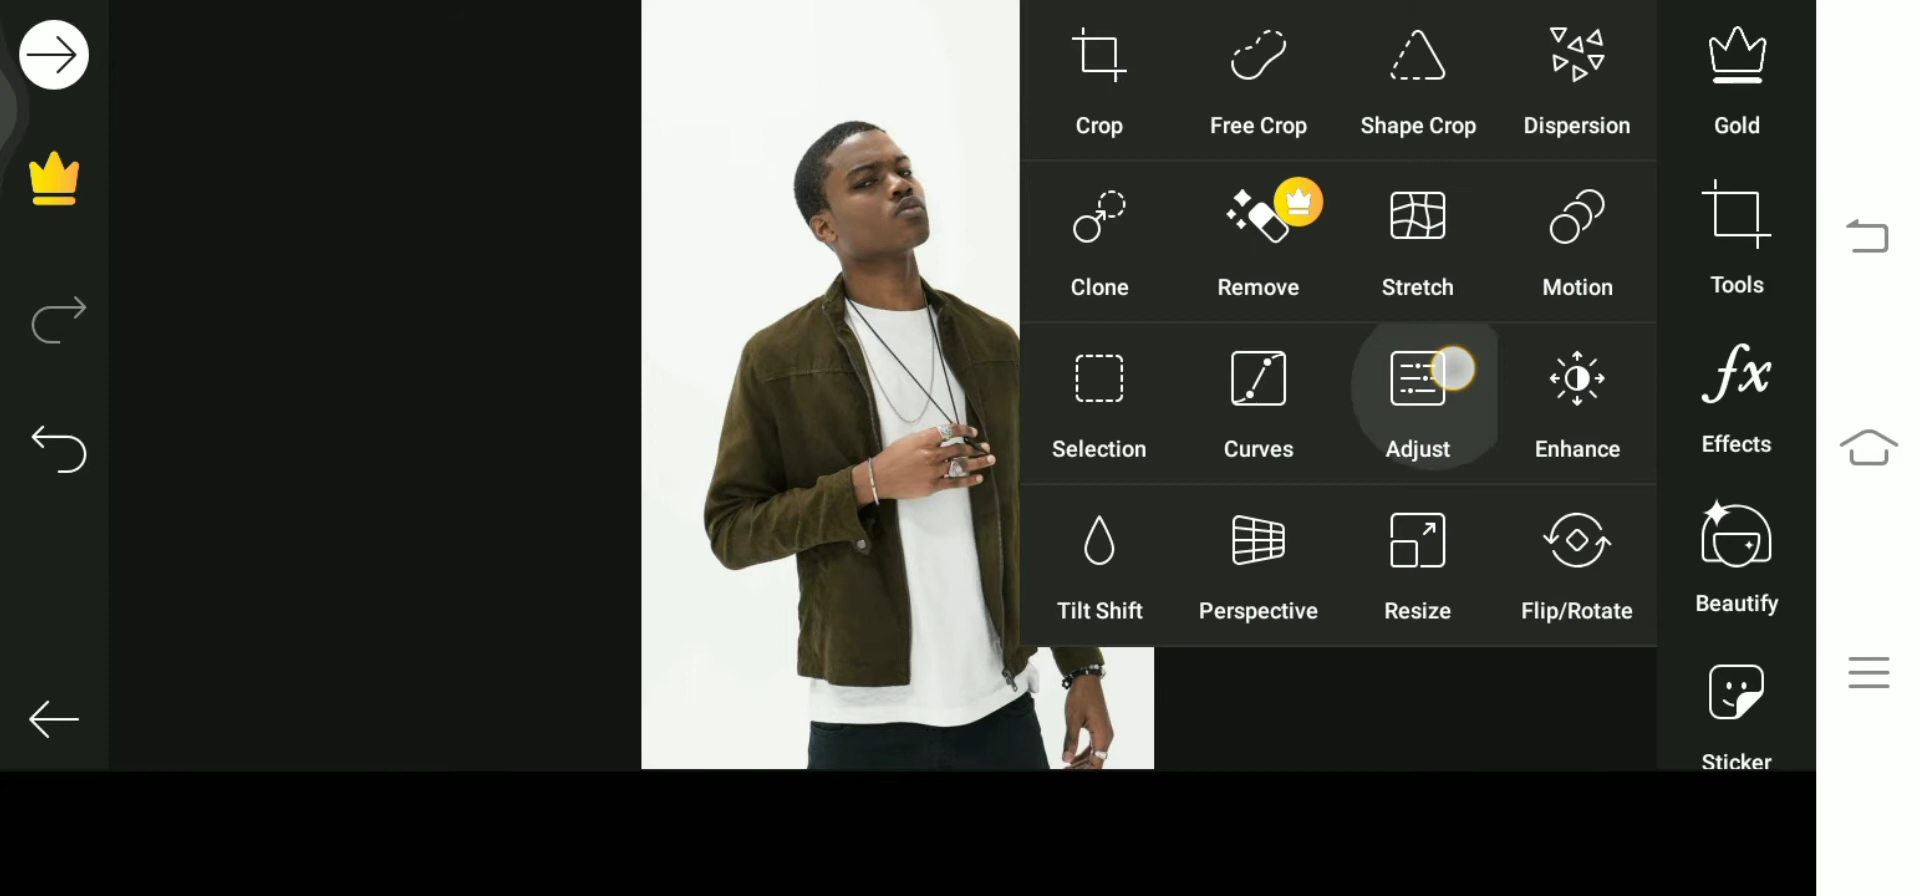 Crop
Free Crop
Shape Crop
Dispersion
Gold
Clone
Remove
Stretch
Motion
Tools
Selection
Curves
Adjust
Enhance
fx
Effects
Tilt Shift
Perspective
Resize
Flip/Rotate
Beautify
Sticker